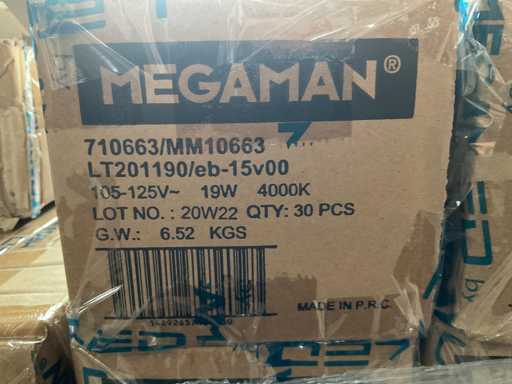 MEGAMAN®
710663/MM10663
LT201190/eb-15v00
105-125V~ 19W 4000K
LOT NO. : 20W22 QTY: 30 PCS
G.W.: 6.52 KGS
MADE IN P.R.C.
by